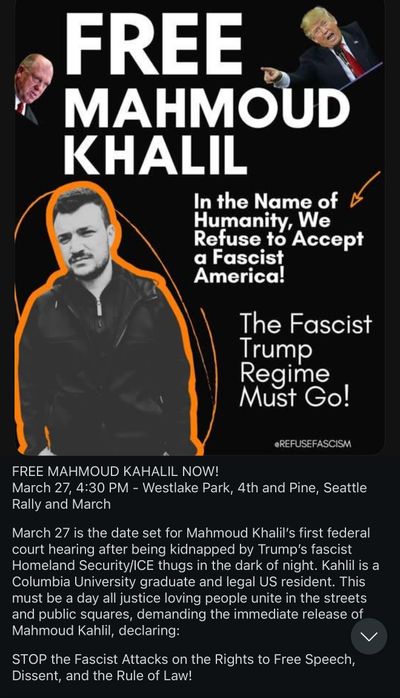 FREE
MAHMOUD
KHALIL
In the Name of
Humanity, We
Refuse to Accept
a Fascist
America!
The Fascist
Trump
Regime
Must Go!
@REFUSEFASCISM
FREE MAHMOUD KAHALIL NOW!
March 27, 4:30 PM - Westlake Park, 4th and Pine, Seattle
Rally and March
March 27 is the date set for Mahmoud Khalil's first federal
court hearing after being kidnapped by Trump's fascist
Homeland Security/ICE thugs in the dark of night. Kahlil is a
Columbia University graduate and legal US resident. This
must be a day all justice loving people unite in the streets
and public squares, demanding the immediate release of
Mahmoud Kahlil, declaring:
STOP the Fascist Attacks on the Rights to Free Speech,
Dissent, and the Rule of Law!